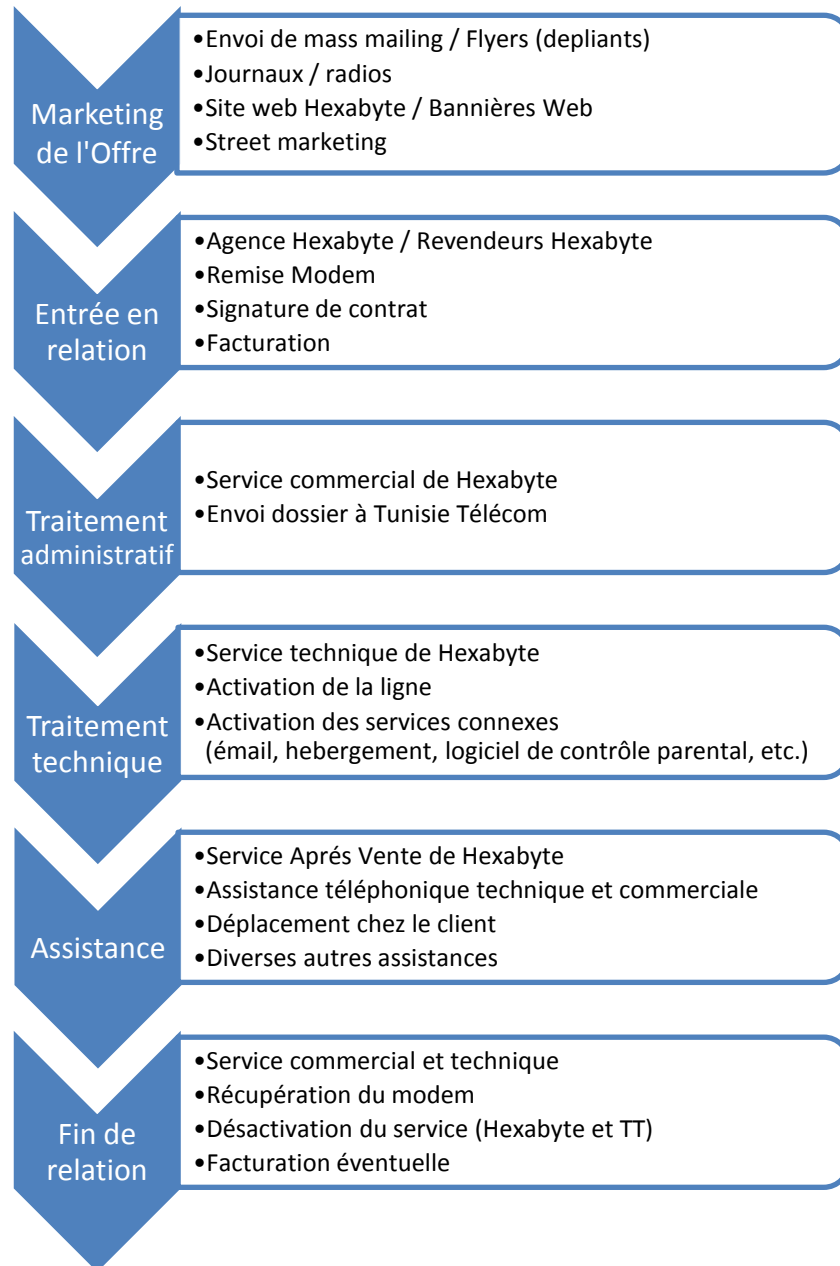 Marketing
de l'Offre
•Envoi de mass mailing / Flyers (depliants)
•Journaux / radios
•Site web Hexabyte / Bannières Web
•Street marketing
Entrée en
relation
•Agence Hexabyte / Revendeurs Hexabyte
•Remise Modem
•Signature de contrat
•Facturation
Traitement
administratif
•Service commercial de Hexabyte
•Envoi dossier à Tunisie Télécom
Traitement
technique
•Service technique de Hexabyte
•Activation de la ligne
•Activation des services connexes
(émail, hebergement, logiciel de contrôle parental, etc.)
Assistance
•Service Aprés Vente de Hexabyte
•Assistance téléphonique technique et commerciale
•Déplacement chez le client
•Diverses autres assistances
Fin de
relation
•Service commercial et technique
•Récupération du modem
•Désactivation du service (Hexabyte et TT)
•Facturation éventuelle